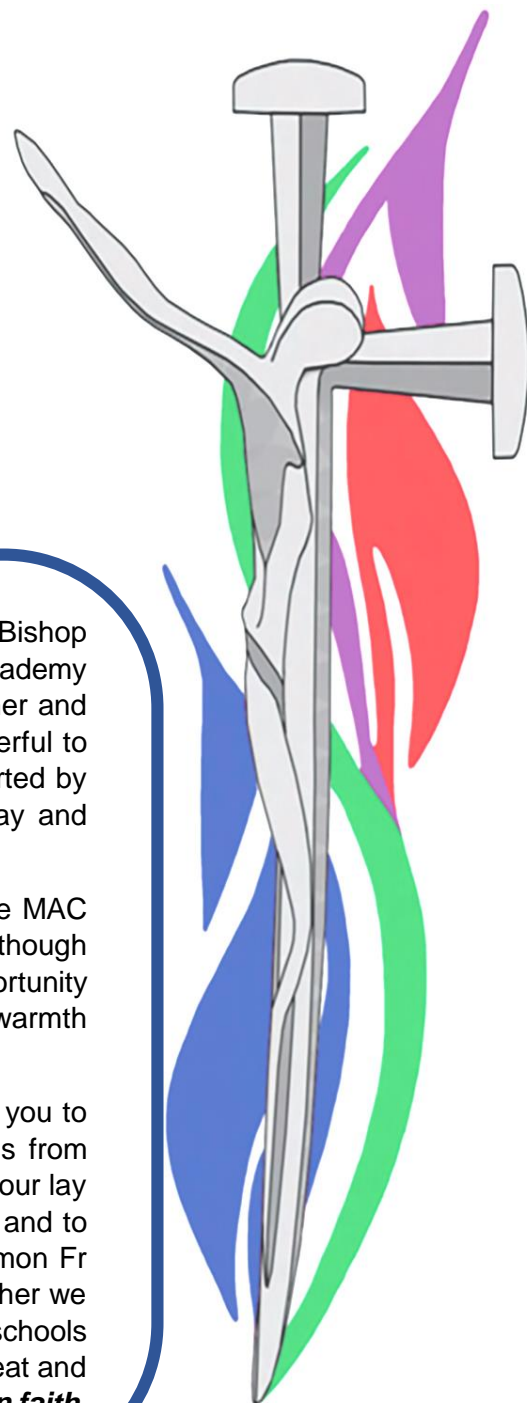 Bishop
ademy
er and
erful to
rted by
ay and
e MAC
though
ortunity
warmth
you to
s from
our lay
and to
mon Fr
her we
schools
eat and
n faith